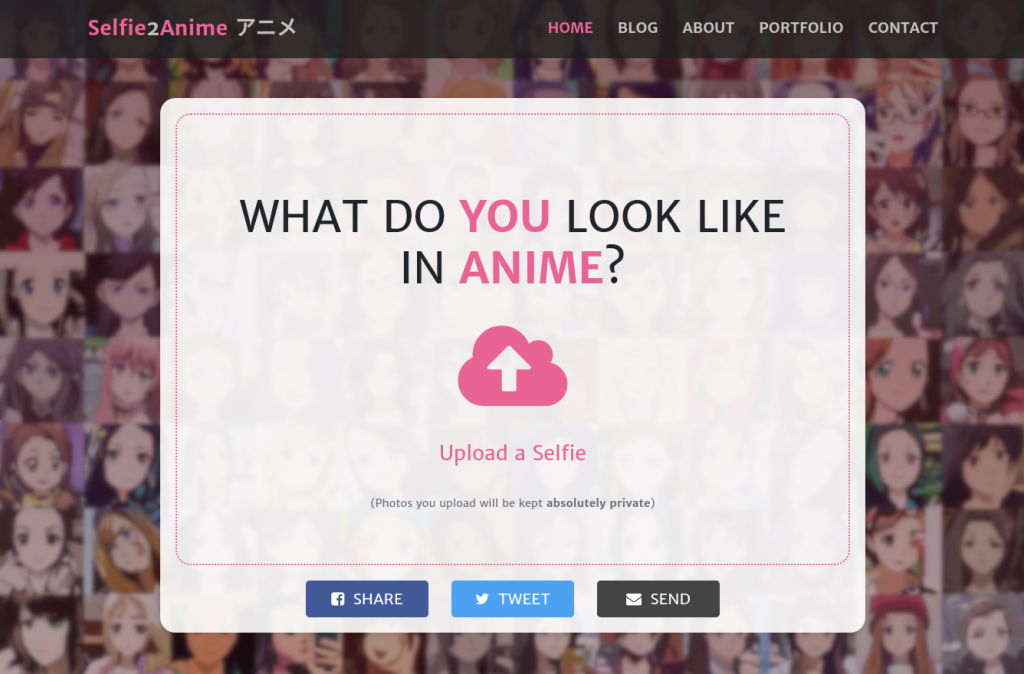 Selfie2Anime アニメ
HOME BLOG ABOUT PORTFOLIO CONTACT
WHAT DO YOU LOOK LIKE
IN ANIME?
Upload a Selfie
(Photos you upload will be kept absolutely private)
SHARE TWEET SEND